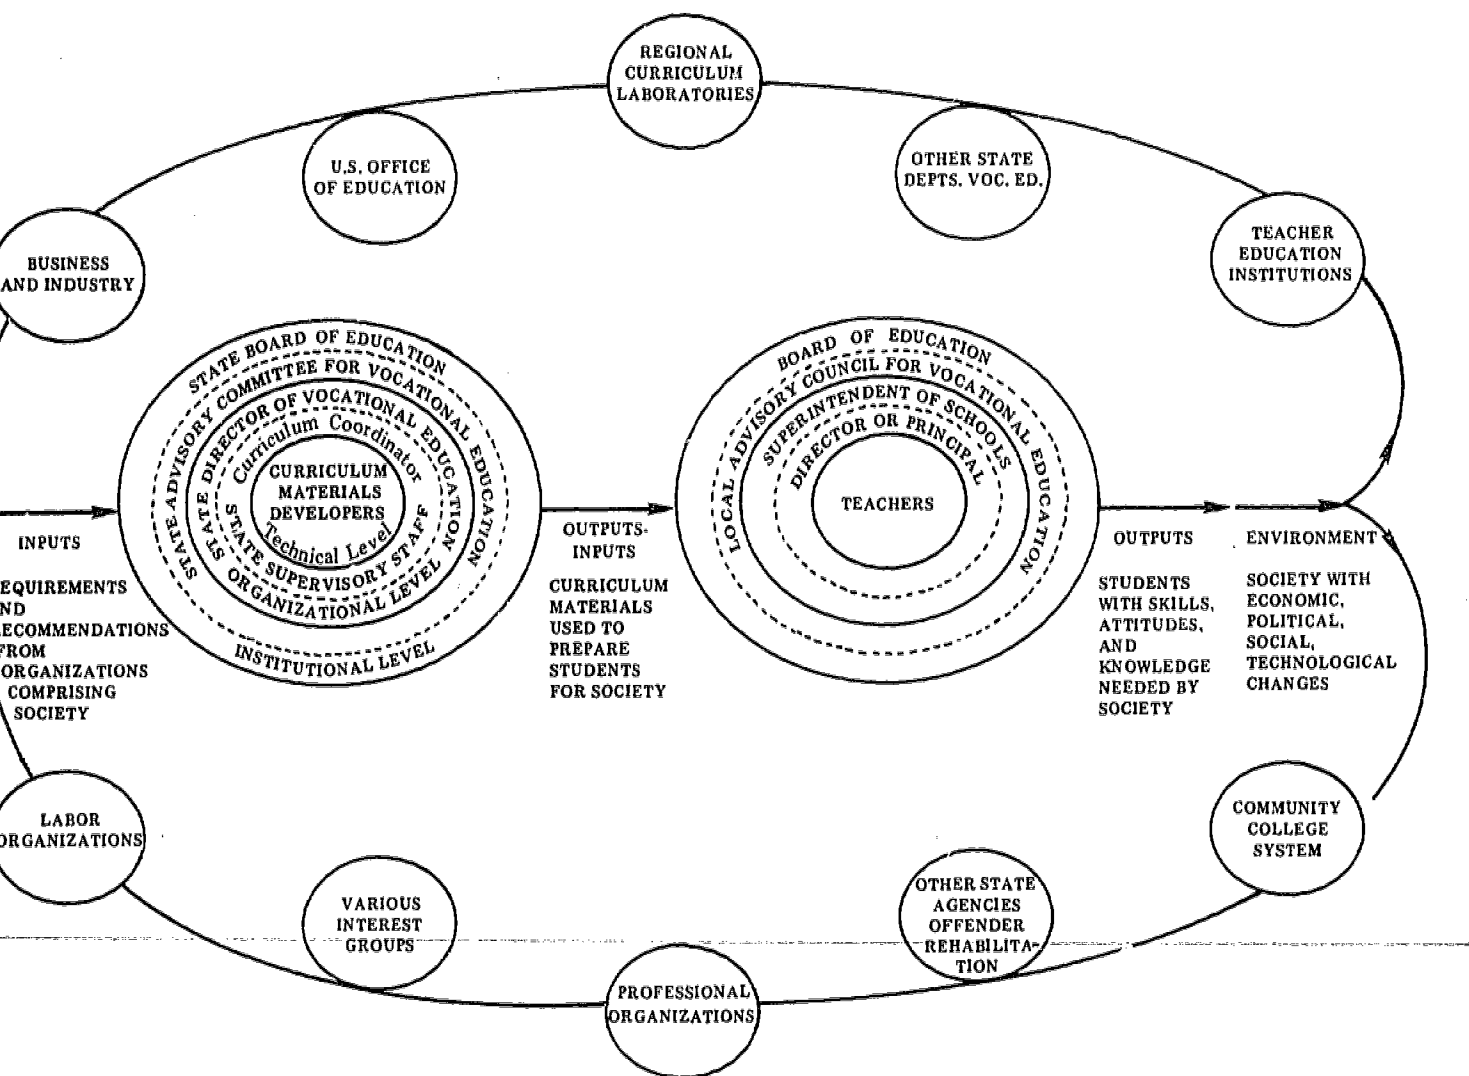 REGIONAL
CURRICULUM
LABORATORIES
U.S. OFFICE
OF EDUCATION
OTHER STATE
DEPTS. VOC. ED.
BUSINESS
AND INDUSTRY
TEACHER
EDUCATION
INSTITUTIONS
STATE BOARD OF EDUCATION
STATE ADVISORY COMMITTEE FOR VOCATIONAL EDUCATION
STATE DIRECTOR OF VOCATIONAL EDUCATION
Curriculum Coordinator
CURRICULUM
MATERIALS
DEVELOPERS
Technical Level
STATE SUPERVISORY STAFF
ORGANIZATIONAL LEVEL
INSTITUTIONAL LEVEL
BOARD OF EDUCATION
LOCAL ADVISORY COUNCIL FOR VOCATIONAL EDUCATION
SUPERINTENDENT OF SCHOOLS
DIRECTOR OR PRINCIPAL
TEACHERS
INPUTS
EQUIREMENTS
ND
ECOMMENDATIONS
FROM
ORGANIZATIONS
COMPRISING
SOCIETY
OUTPUTS-
INPUTS
CURRICULUM
MATERIALS
USED TO
PREPARE
STUDENTS
FOR SOCIETY
OUTPUTS
STUDENTS
WITH SKILLS,
ATTITUDES,
AND
KNOWLEDGE
NEEDED BY
SOCIETY
ENVIRONMENT
SOCIETY WITH
ECONOMIC,
POLITICAL,
SOCIAL,
TECHNOLOGICAL
CHANGES
LABOR
ORGANIZATIONS
VARIOUS
INTEREST
GROUPS
PROFESSIONAL
ORGANIZATIONS
OTHER STATE
AGENCIES
OFFENDER
REHABILITA-
TION
COMMUNITY
COLLEGE
SYSTEM